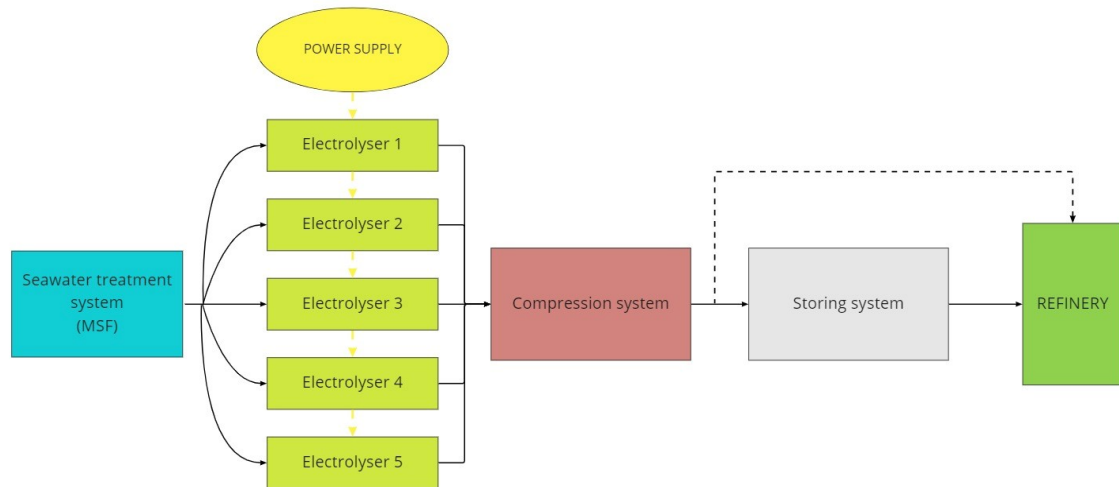 POWER SUPPLY
Electrolyser 1
Electrolyser 2
Seawater treatment
system
(MSF)
Electrolyser 3
Compression system
Storing system
REFINERY
Electrolyser 4
Electrolyser 5